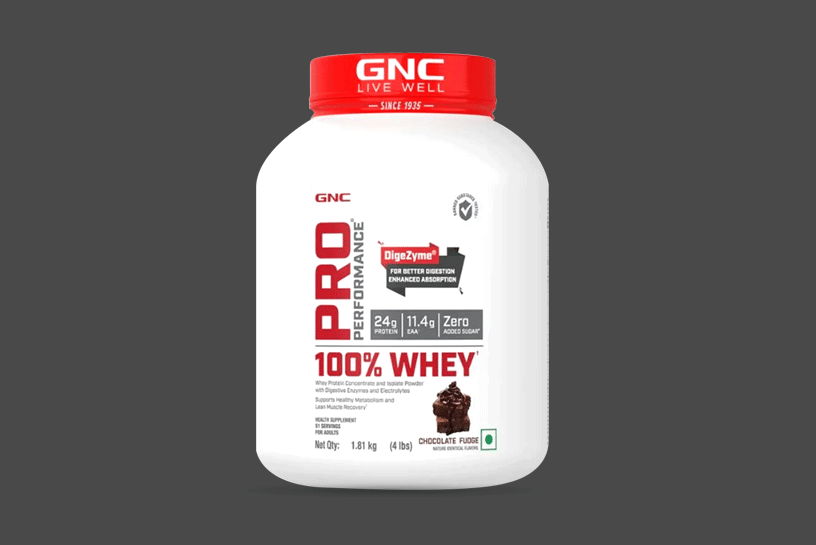 GNC
LIVE WELL
SINCE 1935
GNC
PRO
PERFORMANCE®
DigeZyme®
FOR BETTER DIGESTION
ENHANCED ABSORPTION
24g
PROTEIN
11.4g
EAA^
Zero
ADDED SUGAR#
100% WHEY†
Whey Protein Concentrate and Isolate Powder
with Digestive Enzymes and Electrolytes
Supports Healthy Metabolism and
Lean Muscle Recovery†
HEALTH SUPPLEMENT
51 SERVINGS
FOR ADULTS
Net Qty: 1.81 kg (4 lbs)
CHOCOLATE FUDGE
NATURE IDENTICAL FLAVORS